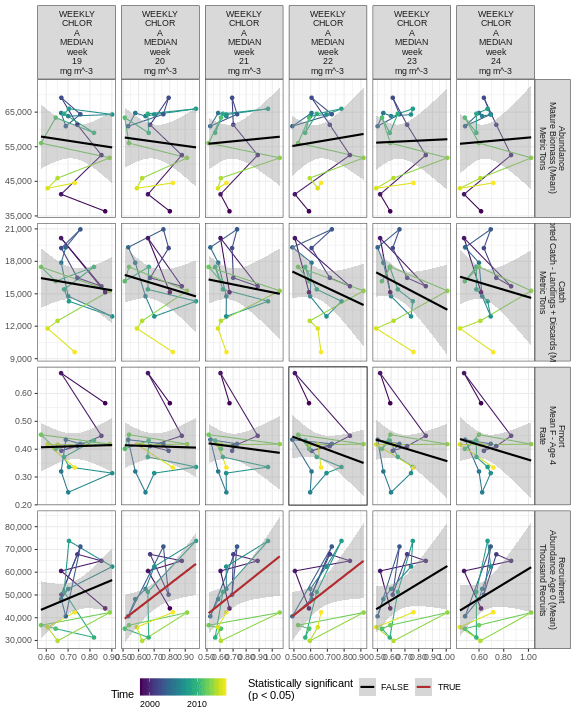 WEEKLY CHLOR A MEDIAN week 19 mg m^-3
WEEKLY CHLOR A MEDIAN week 20 mg m^-3
WEEKLY CHLOR A MEDIAN week 21 mg m^-3
WEEKLY CHLOR A MEDIAN week 22 mg m^-3
WEEKLY CHLOR A MEDIAN week 23 mg m^-3
WEEKLY CHLOR A MEDIAN week 24 mg m^-3
65,000
55,000
45,000
35,000
Abundance
Mature Biomass (Mean)
Metric Tons
21,000
18,000
15,000
12,000
9,000
Catch
rted Catch - Landings + Discards (M
Metric Tons
0.60
0.50
0.40
0.30
0.20
Fmort
Mean F - Age 4
Rate
80,000
70,000
60,000
50,000
40,000
30,000
Recruitment
Abundance Age 0 (Mean)
Thousand Recruits
0.60 0.70 0.80 0.90
0.50 0.60 0.70 0.80 0.90
0.50 0.60 0.70 0.80 0.90
0.50 0.60 0.70 0.80 0.90
0.60 0.80 1.00
0.60 0.80 1.00
Time
2000 2010
Statistically significant
(p < 0.05)
FALSE
TRUE